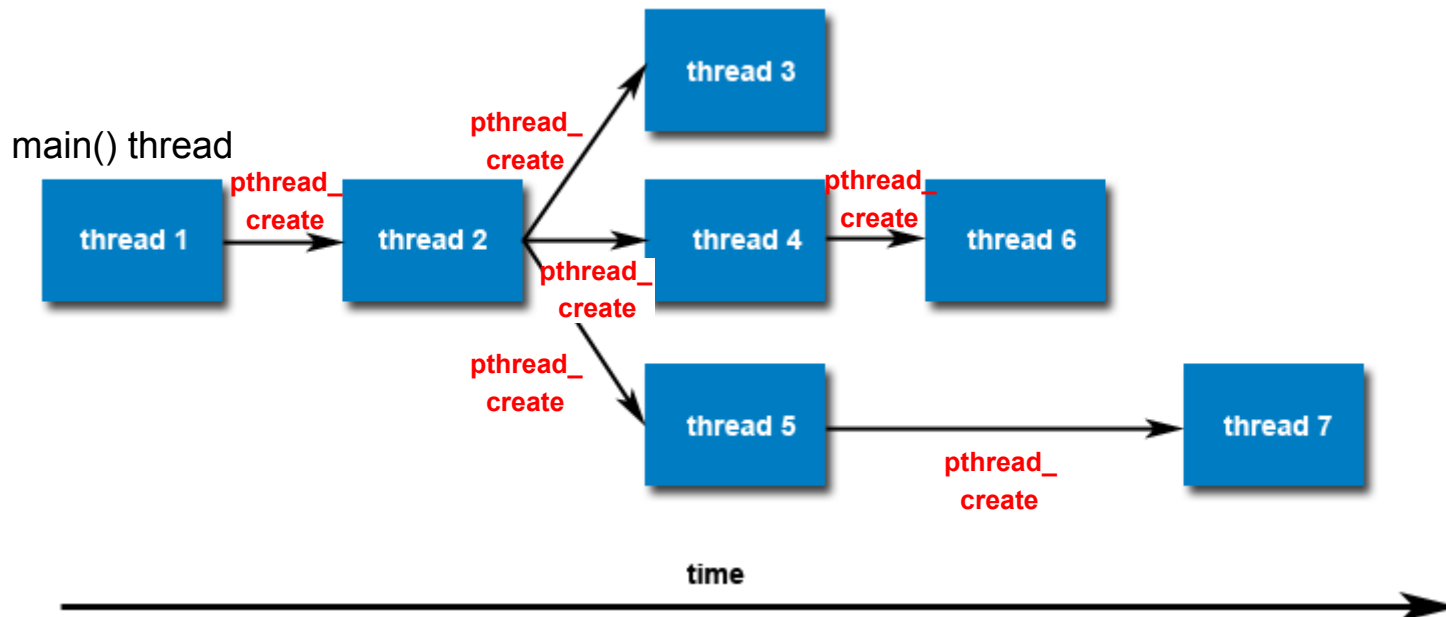 thread 3
pthread_
create
main() thread
pthread_
create
pthread_
create
thread 1
thread 2
thread 4
thread 6
pthread_
create
pthread_
create
thread 5
thread 7
pthread_
create
time